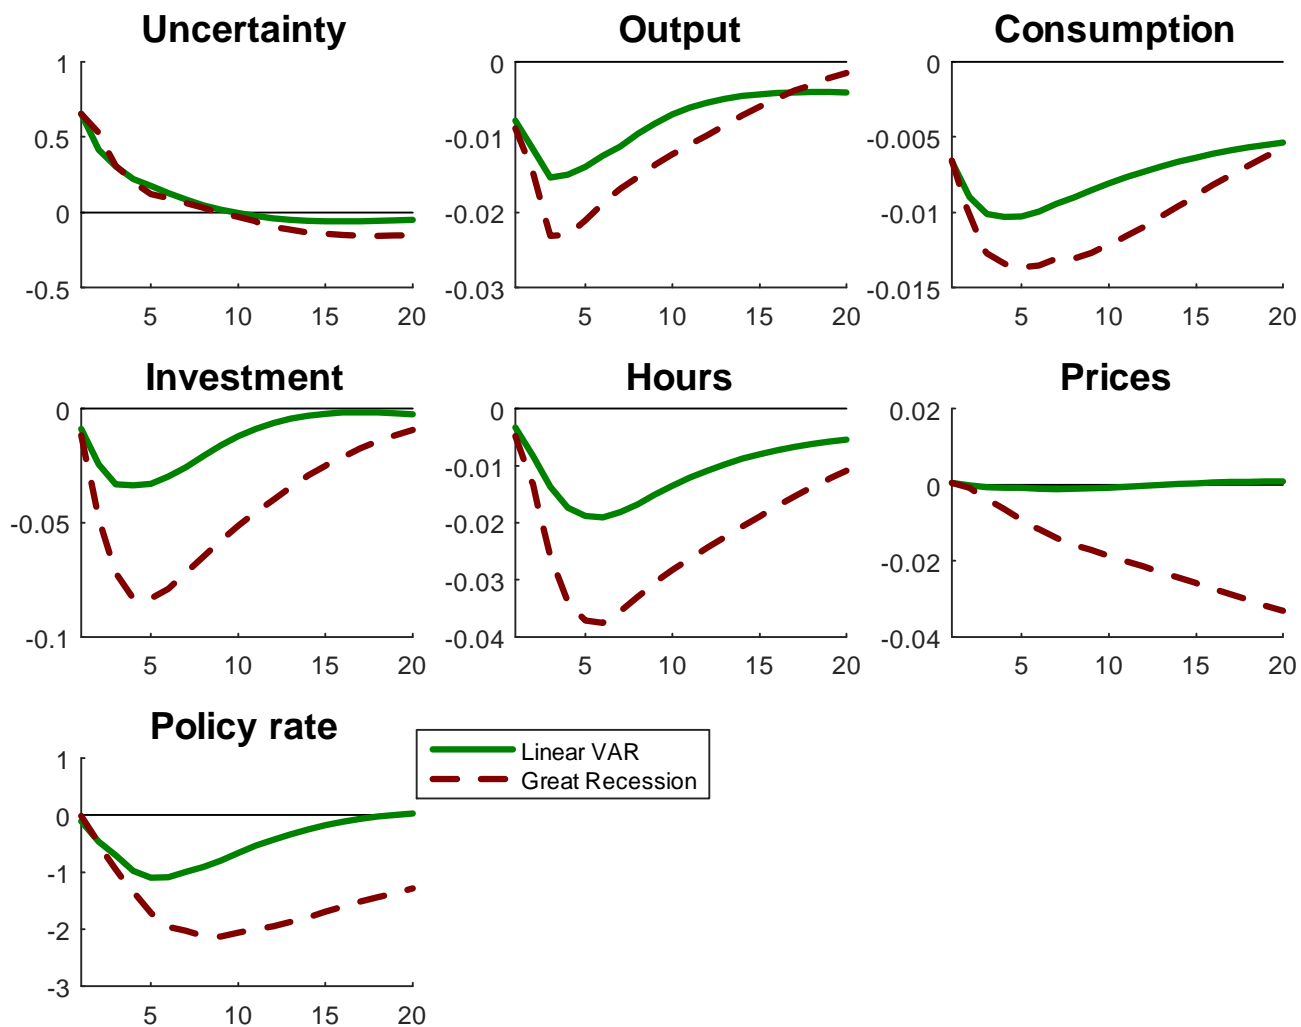 Uncertainty
Output
Consumption
1
0.5
0
-0.5
5 10 15 20
0
-0.01
-0.02
-0.03
5 10 15 20
0
-0.005
-0.01
-0.015
5 10 15 20
Investment
Hours
Prices
0
-0.05
-0.1
5 10 15 20
0
-0.01
-0.02
-0.03
-0.04
5 10 15 20
0.02
0
-0.02
-0.04
5 10 15 20
Policy rate
1
0
-1
-2
-3
5 10 15 20
Linear VAR
Great Recession